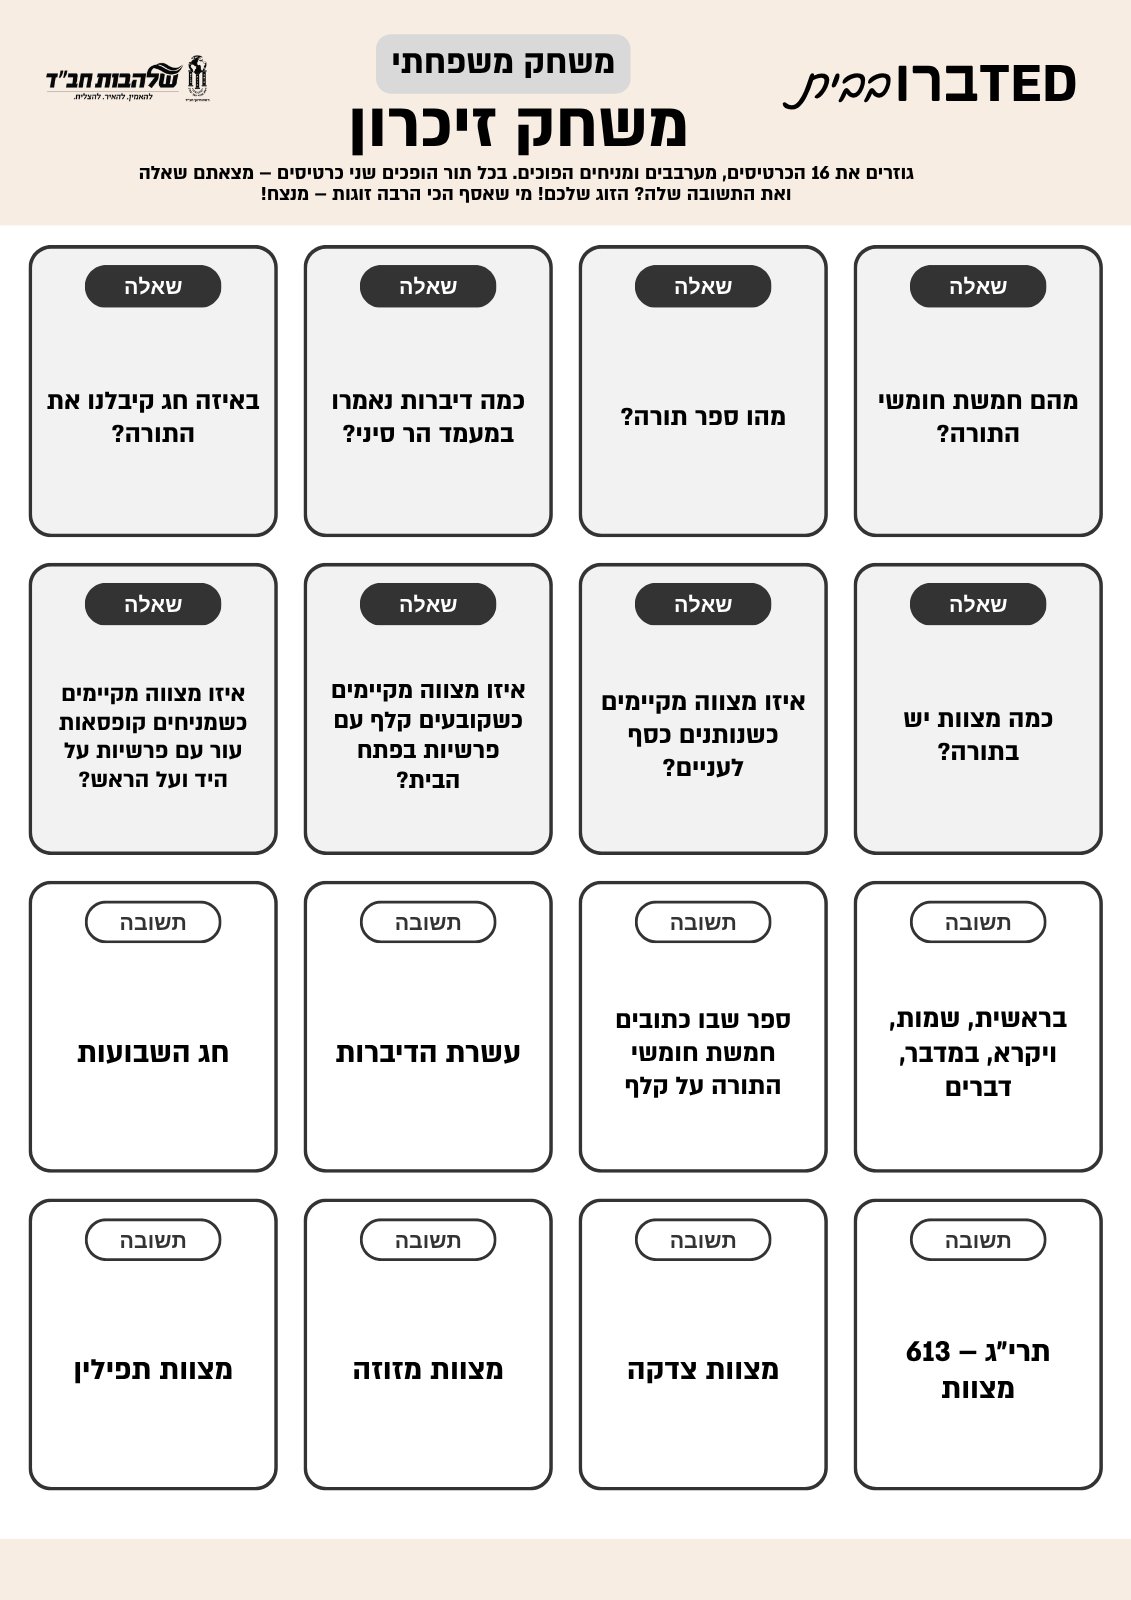 TEDברו בבית
משחק משפחתי
שלהבות חב"ד
להאמין. להאיר. להצליח.
משחק זיכרון
גוזרים את 16 הכרטיסים, מערבבים ומניחים הפוכים. בכל תור הופכים שני כרטיסים – מצאתם שאלה
ואת התשובה שלה? הזוג שלכם! מי שאסף הכי הרבה זוגות – מנצח!
שאלה
מהם חמשת חומשי
התורה?
שאלה
מהו ספר תורה?
שאלה
כמה דיברות נאמרו
במעמד הר סיני?
שאלה
באיזה חג קיבלנו את
התורה?
שאלה
כמה מצוות יש
בתורה?
שאלה
איזו מצווה מקיימים
כשנותנים כסף
לעניים?
שאלה
איזו מצווה מקיימים
כשקובעים קלף עם
פרשיות בפתח
הבית?
שאלה
איזו מצווה מקיימים
כשמניחים קופסאות
עור עם פרשיות על
היד ועל הראש?
תשובה
בראשית, שמות,
ויקרא, במדבר,
דברים
תשובה
ספר שבו כתובים
חמשת חומשי
התורה על קלף
תשובה
עשרת הדיברות
תשובה
חג השבועות
תשובה
תרי"ג – 613
מצוות
תשובה
מצוות צדקה
תשובה
מצוות מזוזה
תשובה
מצוות תפילין